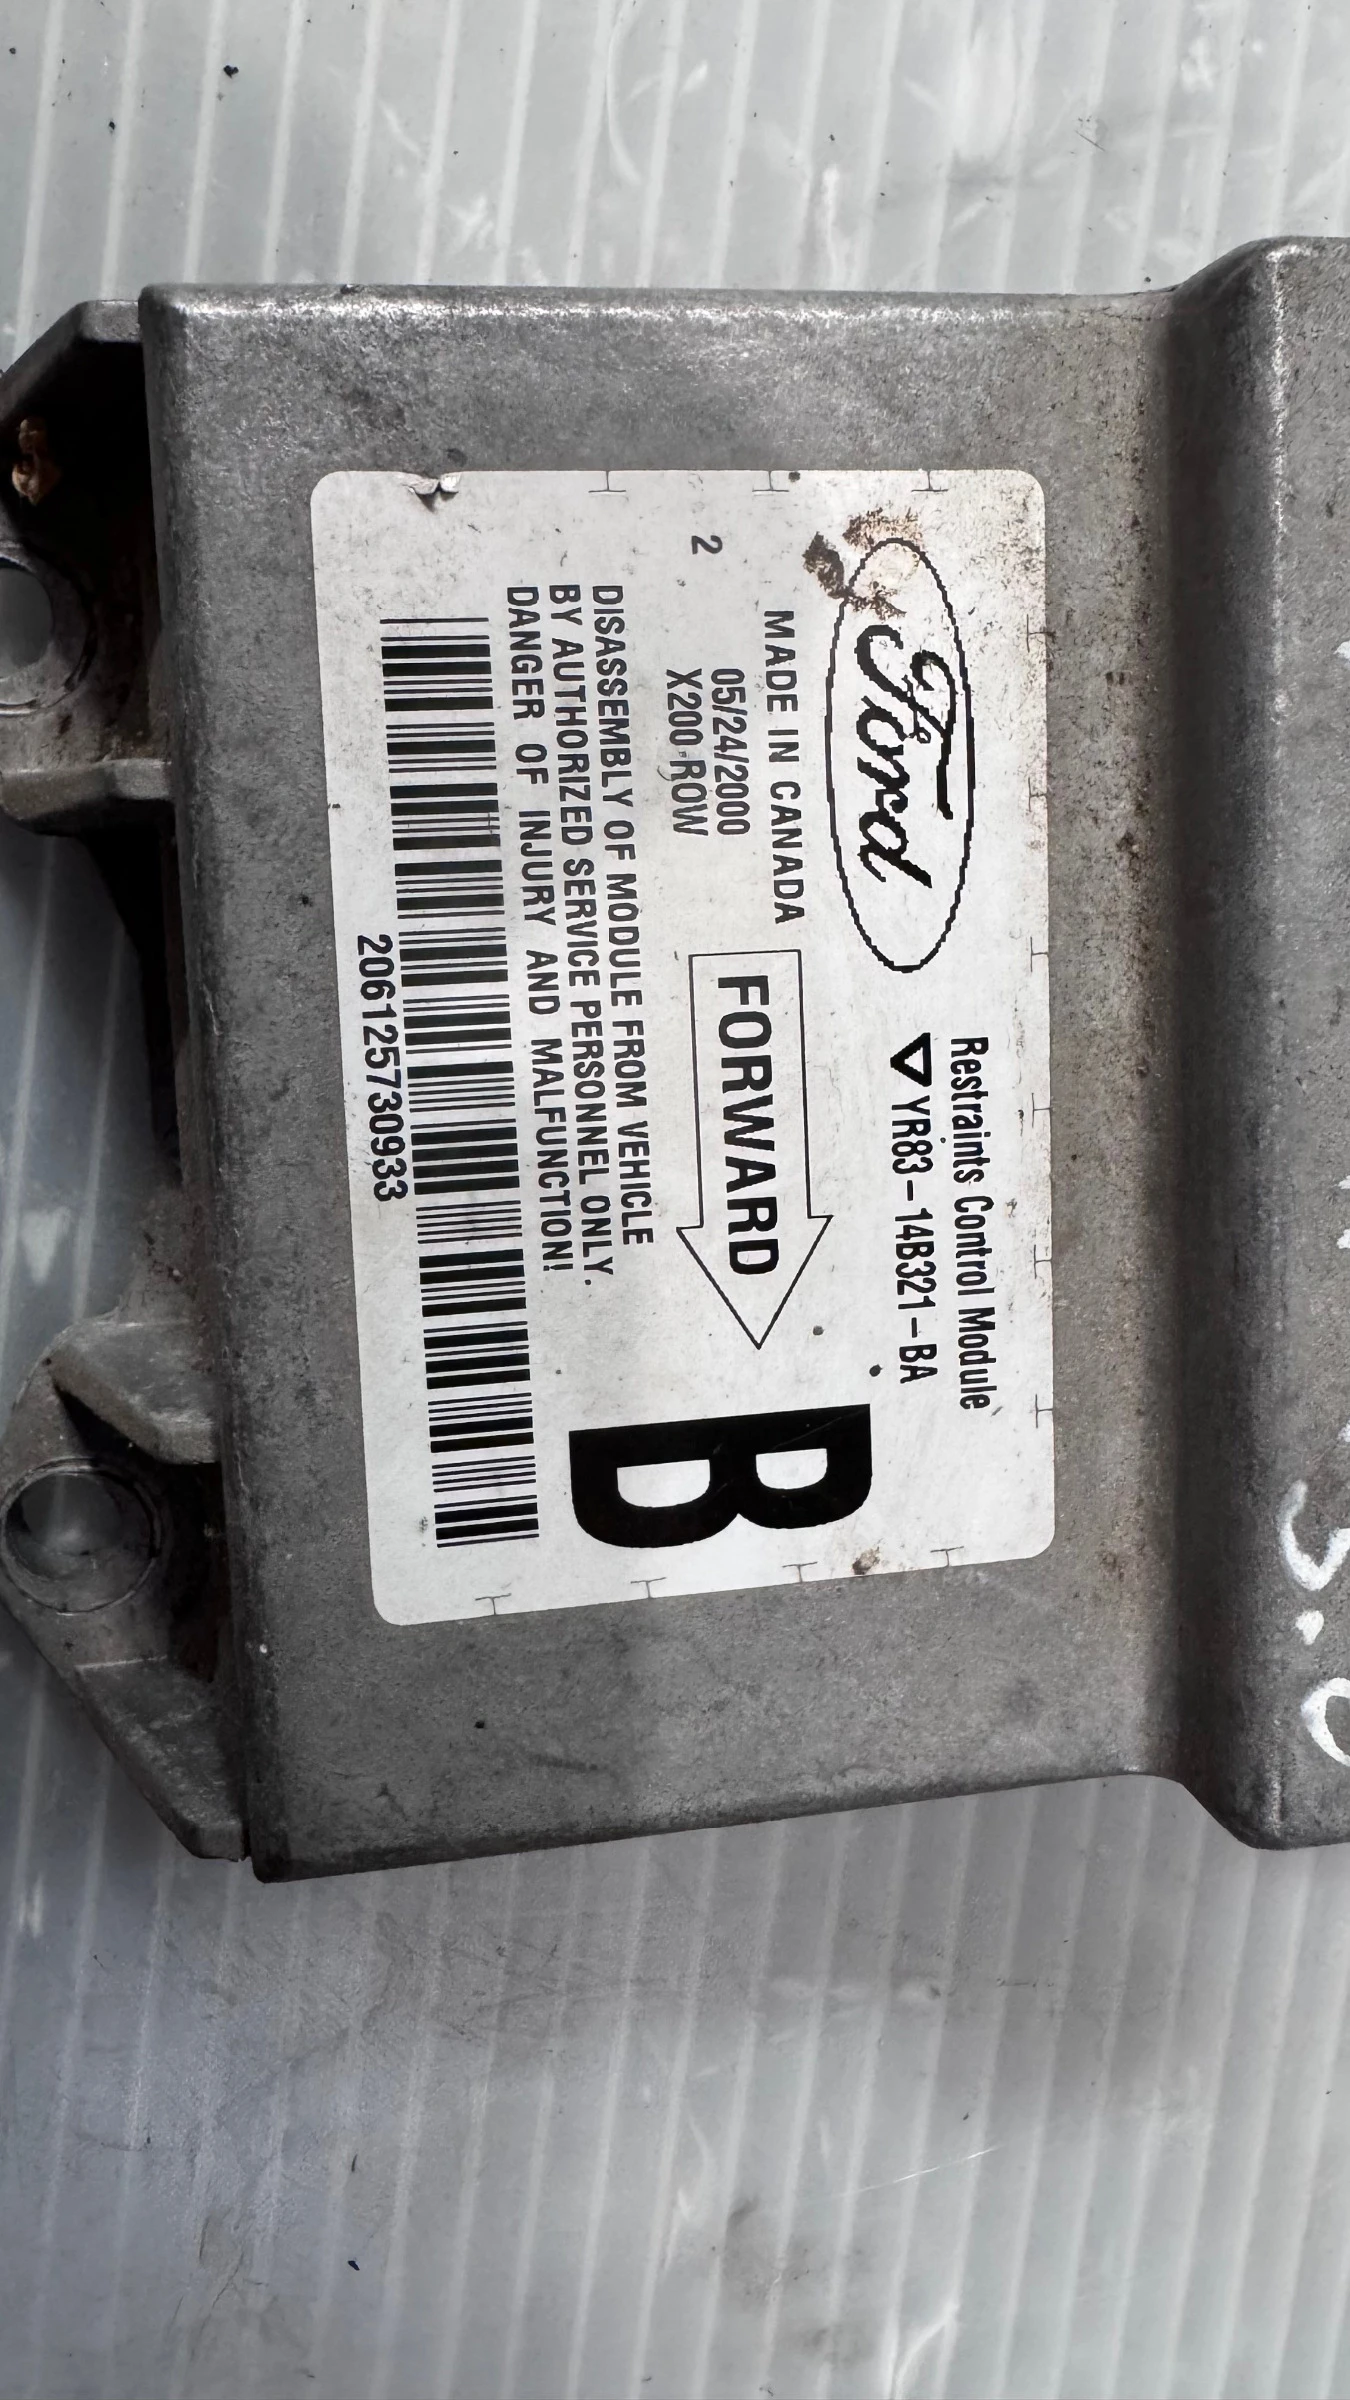 Ford
Restraints Control Module
YR83-14B321-BA
MADE IN CANADA
05/24/2000
2
X200-ROW
FORWARD
B
DISASSEMBLY OF MODULE FROM VEHICLE
BY AUTHORIZED SERVICE PERSONNEL ONLY.
DANGER OF INJURY AND MALFUNCTION!
206125730933